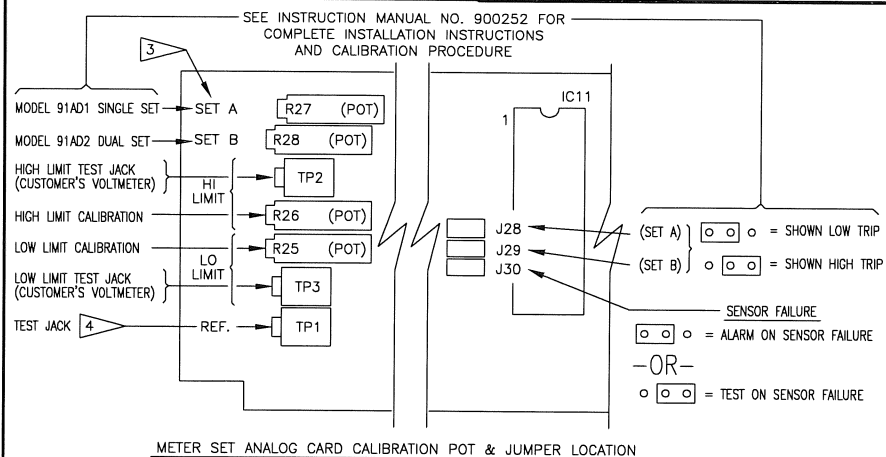 SEE INSTRUCTION MANUAL NO. 900252 FOR
COMPLETE INSTALLATION INSTRUCTIONS
AND CALIBRATION PROCEDURE
3
MODEL 91AD1 SINGLE SET
SET A
R27 (POT)
MODEL 91AD2 DUAL SET
SET B
R28 (POT)
HIGH LIMIT TEST JACK
(CUSTOMER'S VOLTMETER)
HI
LIMIT
TP2
HIGH LIMIT CALIBRATION
R26 (POT)
LOW LIMIT CALIBRATION
R25 (POT)
LO
LIMIT
LOW LIMIT TEST JACK
(CUSTOMER'S VOLTMETER)
TP3
TEST JACK 4
REF.
TP1
IC11
1
J28
J29
J30
(SET A)
= SHOWN LOW TRIP
(SET B)
= SHOWN HIGH TRIP
SENSOR FAILURE
= ALARM ON SENSOR FAILURE
-OR-
= TEST ON SENSOR FAILURE
METER SET ANALOG CARD CALIBRATION POT & JUMPER LOCATION